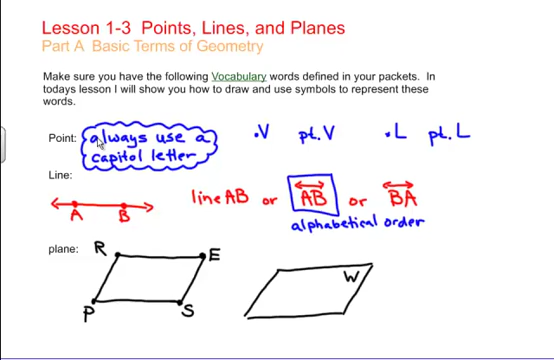 Lesson 1-3 Points, Lines, and Planes
Part A Basic Terms of Geometry
Make sure you have the following Vocabulary words defined in your packets. In
todays lesson I will show you how to draw and use symbols to represent these
words.
Point: always use a capitol letter .V pt. V .L pt. L
Line:
A B line AB or AB or BA
alphabetical order
plane: R E W
P S